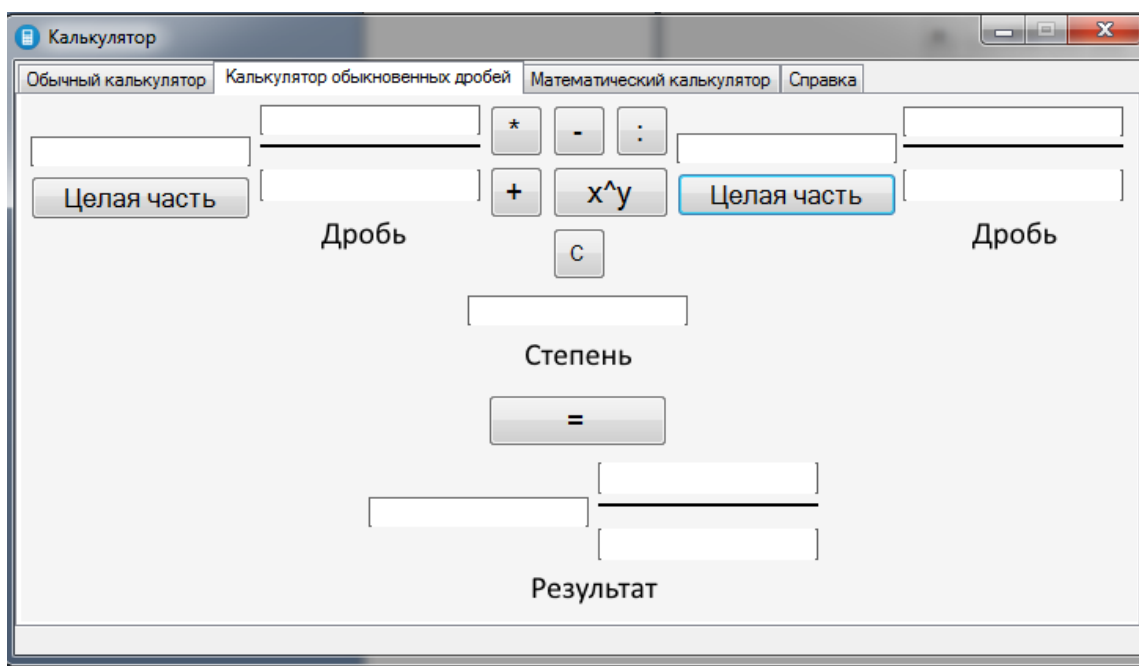 Калькулятор
Обычный калькулятор Калькулятор обыкновенных дробей Математический калькулятор Справка
* - :
Целая часть + x^y Целая часть
Дробь Дробь
C
Степень
=
Результат